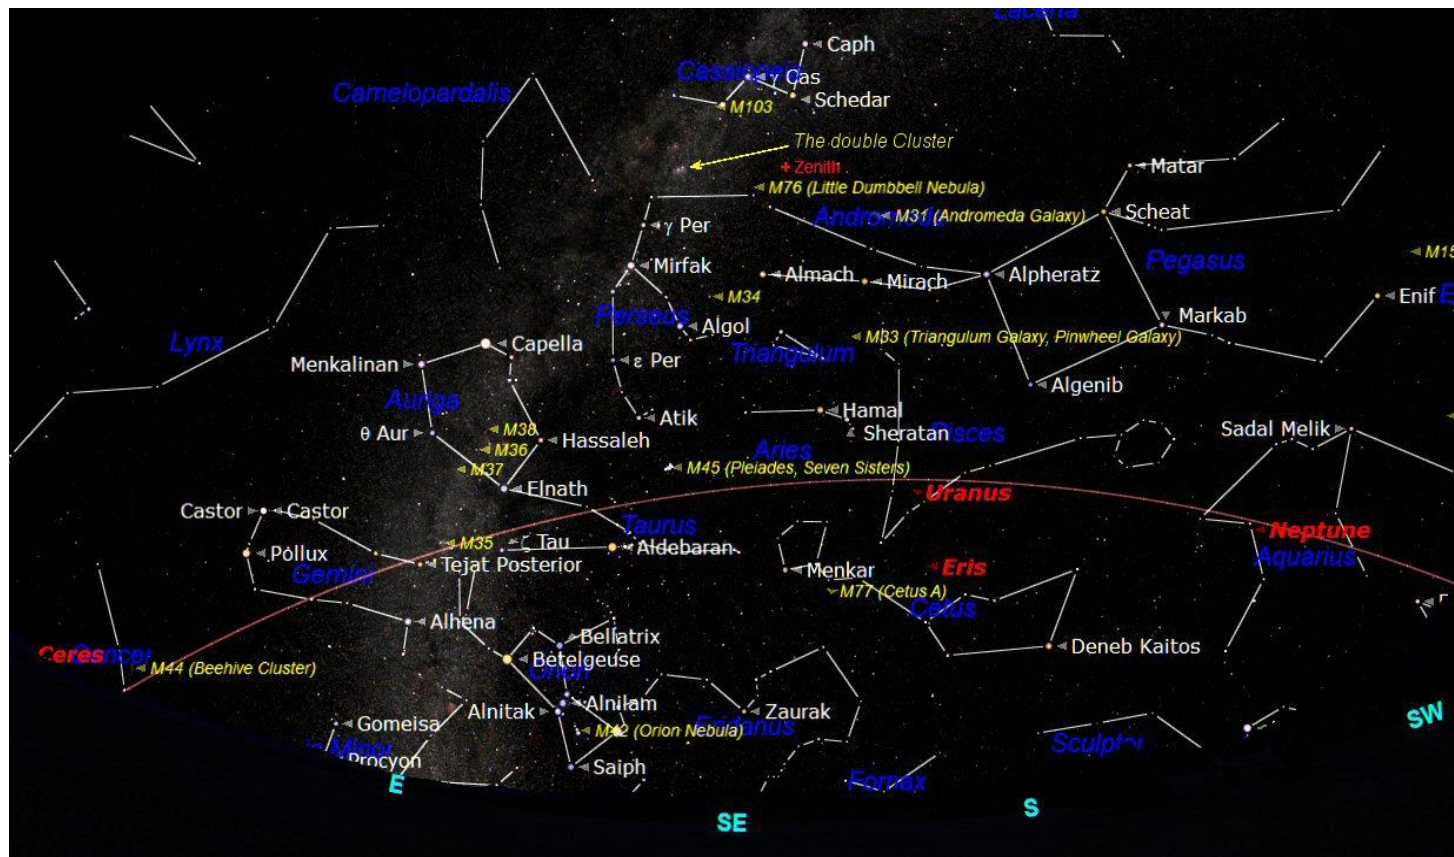 Lacerta
Caph
Cassiopeia
γ Cas
Schedar
M103
Camelopardalis
The double Cluster
Zenith
Matar
M76 (Little Dumbbell Nebula)
Andromeda
M31 (Andromeda Galaxy)
Scheat
γ Per
M15
Mirfak
Almach
Mirach
Alpheratz
Pegasus
M34
Enif
E
Perseus
Algol
Markab
M33 (Triangulum Galaxy, Pinwheel Galaxy)
Lynx
Capella
Triangulum
Menkalinan
ε Per
Algenib
Auriga
Hamal
Atik
θ Aur
M38
Hassaleh
Sheratan
Pisces
Sadal Melik
M36
Aries
M37
M45 (Pleiades, Seven Sisters)
Elnath
Uranus
Castor
Castor
Taurus
Neptune
M35
ζ Tau
Aldebaran
Pollux
Aquarius
Tejat Posterior
Gemini
Menkar
Eris
M77 (Cetus A)
Cetus
Alhena
Bellatrix
Deneb Kaitos
Ceres
Cancer
M44 (Beehive Cluster)
Betelgeuse
Orion
Alnitak
Alnilam
Zaurak
SW
Gomeisa
M42 (Orion Nebula)
Eridanus
Minor
Sculptor
Procyon
Saiph
E
Fornax
S
SE